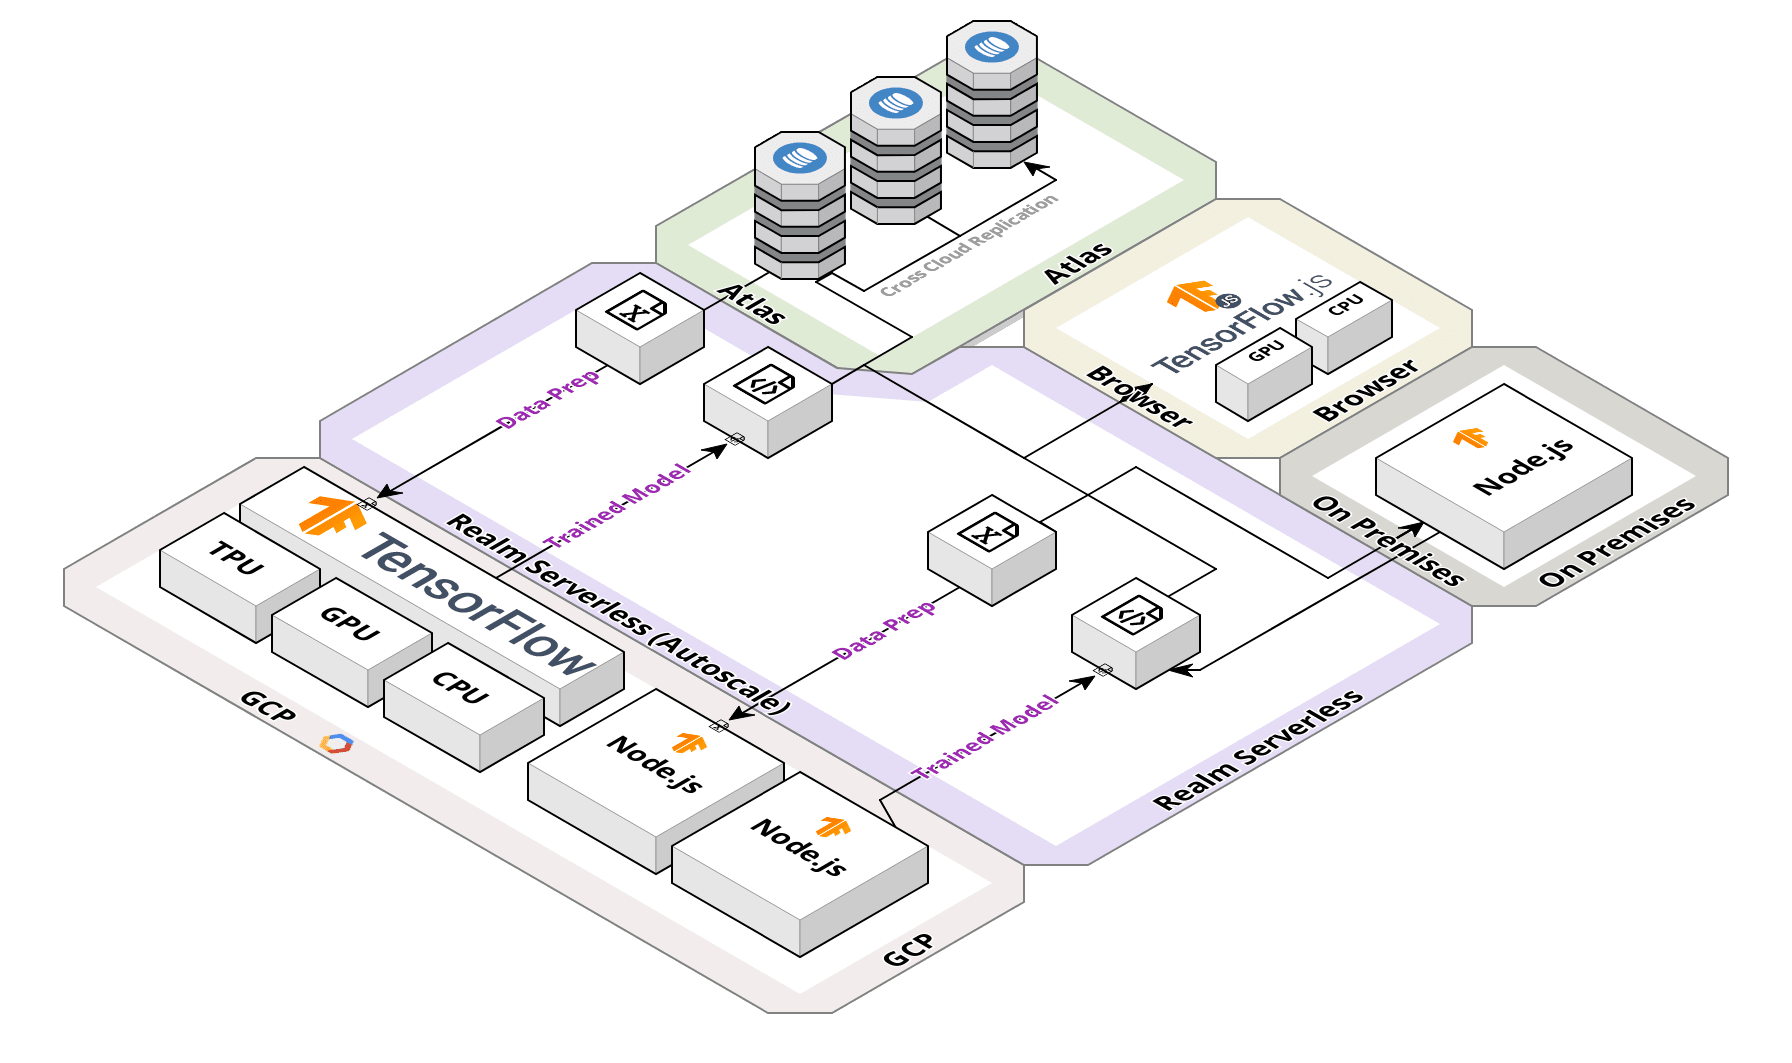 Cross Cloud Replication
Atlas
Atlas
JS
TensorFlow.js
CPU
GPU
Browser
Browser
X
</>
Data Prep
Trained Model
Node.js
On Premises
On Premises
TensorFlow
TPU
GPU
CPU
Realm Serverless (Autoscale)
X
</>
Data Prep
Trained Model
Realm Serverless
Node.js
Node.js
GCP
GCP